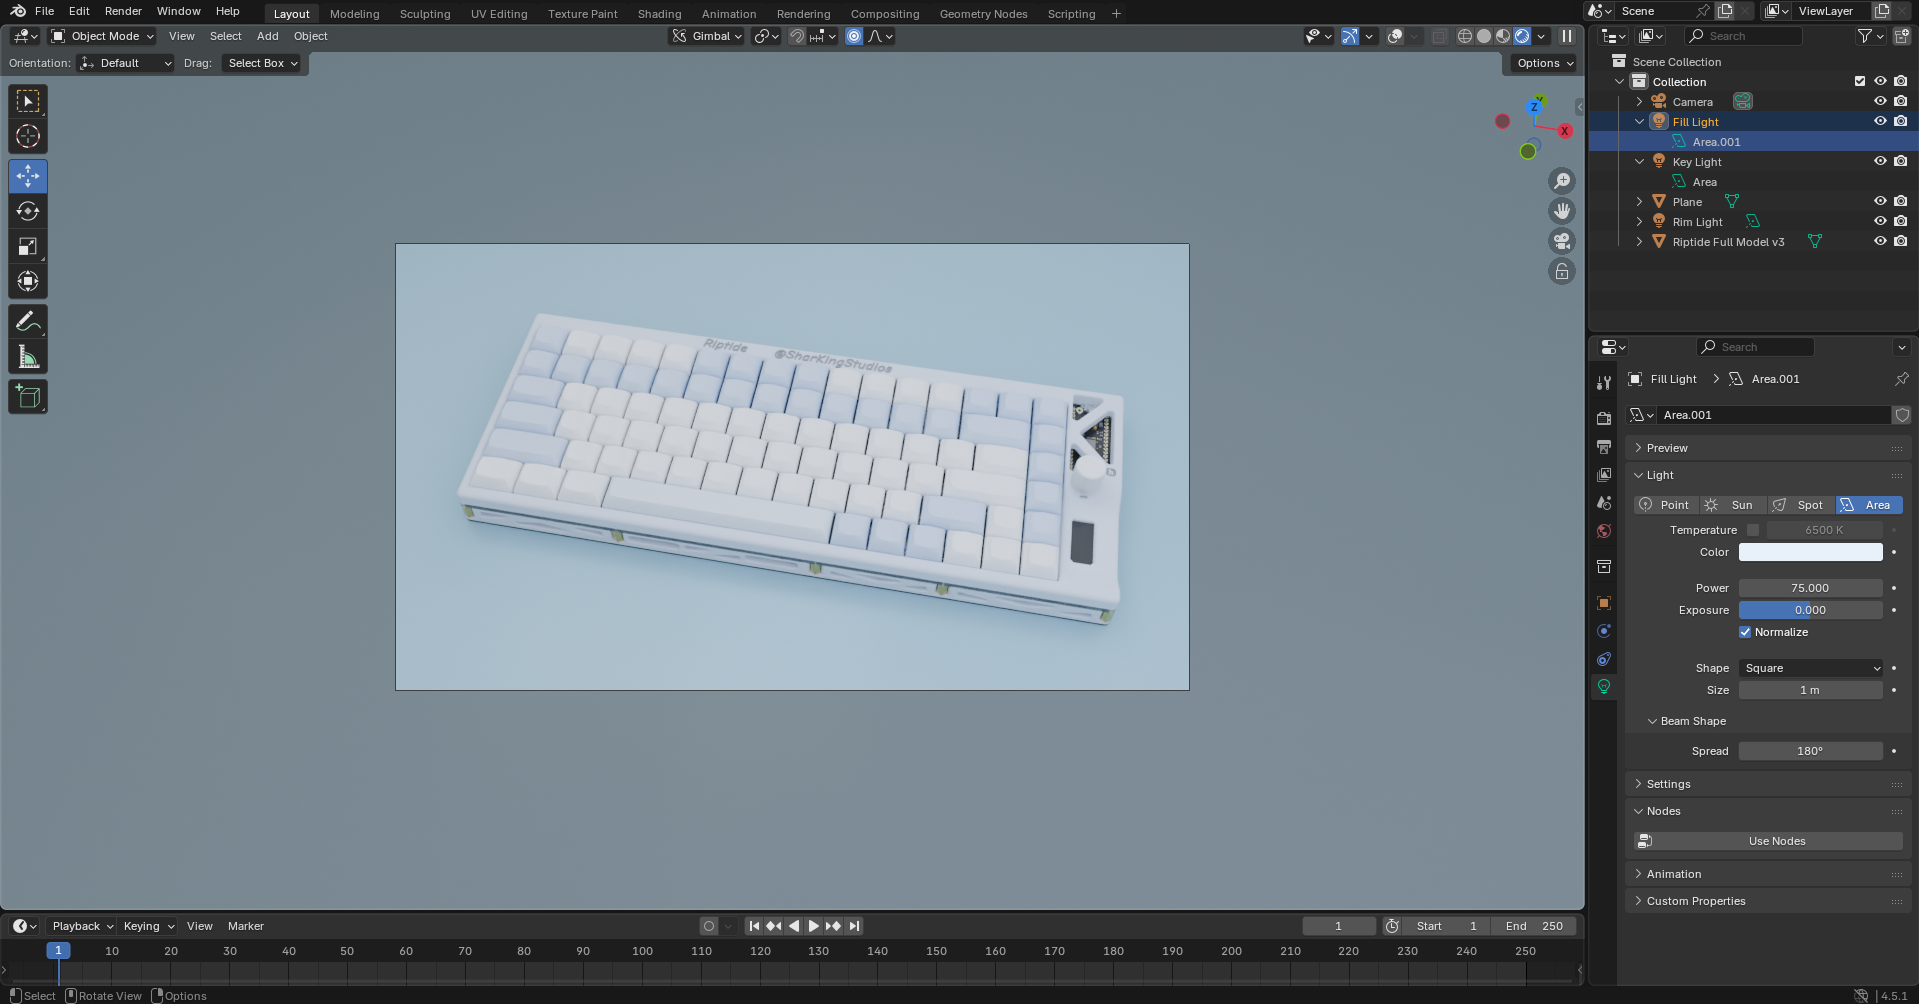 File Edit Render Window Help Layout Modeling Sculpting UV Editing Texture Paint Shading Animation Rendering Compositing Geometry Nodes Scripting + Scene ViewLayer
Object Mode View Select Add Object Gimbal Search
Orientation: Default Drag: Select Box Options
Scene Collection
Collection
Camera
Fill Light
Area.001
Key Light
Area
Plane
Rim Light
Riptide Full Model v3
Z
X
Riptide @SharKingStudios
Search
Fill Light > Area.001
Area.001
Preview
Light
Point Sun Spot Area
Temperature 6500 K
Color
Power 75.000
Exposure 0.000
Normalize
Shape Square
Size 1 m
Beam Shape
Spread 180°
Settings
Nodes
Use Nodes
Animation
Custom Properties
Playback Keying View Marker 1 Start 1 End 250
1 10 20 30 40 50 60 70 80 90 100 110 120 130 140 150 160 170 180 190 200 210 220 230 240 250
Select Rotate View Options 4.5.1